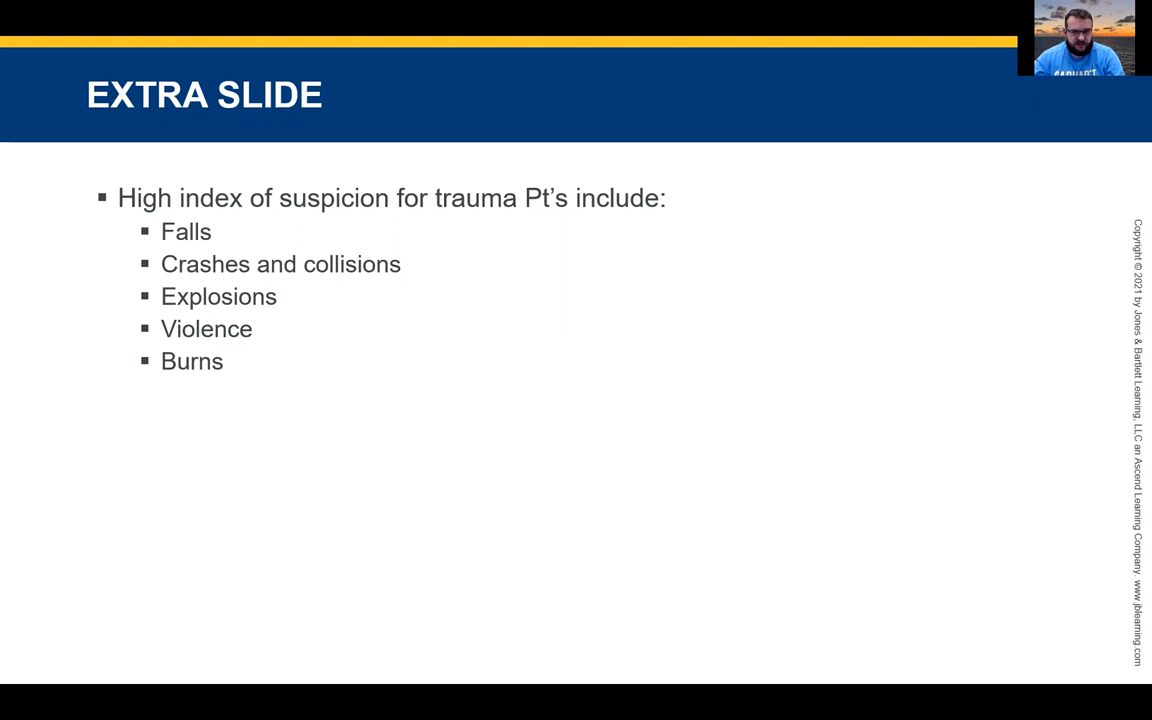 EXTRA SLIDE
High index of suspicion for trauma Pt’s include:
Falls
Crashes and collisions
Explosions
Violence
Burns
Copyright © 2021 by Jones & Bartlett Learning, LLC an Ascend Learning Company. www.jblearning.com
CARHARTT